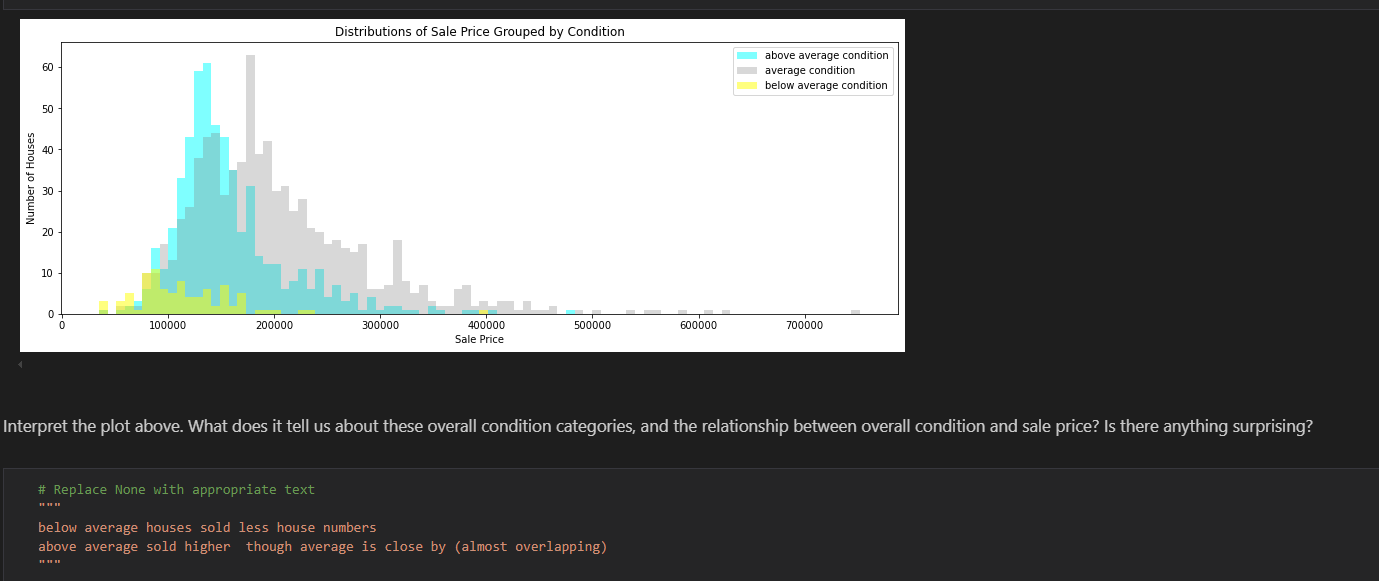 Distributions of Sale Price Grouped by Condition
above average condition
average condition
below average condition
Number of Houses
60
50
40
30
20
10
0
0 100000 200000 300000 400000 500000 600000 700000
Sale Price
Interpret the plot above. What does it tell us about these overall condition categories, and the relationship between overall condition and sale price? Is there anything surprising?
# Replace None with appropriate text
"""
below average houses sold less house numbers
above average sold higher  though average is close by (almost overlapping)
"""